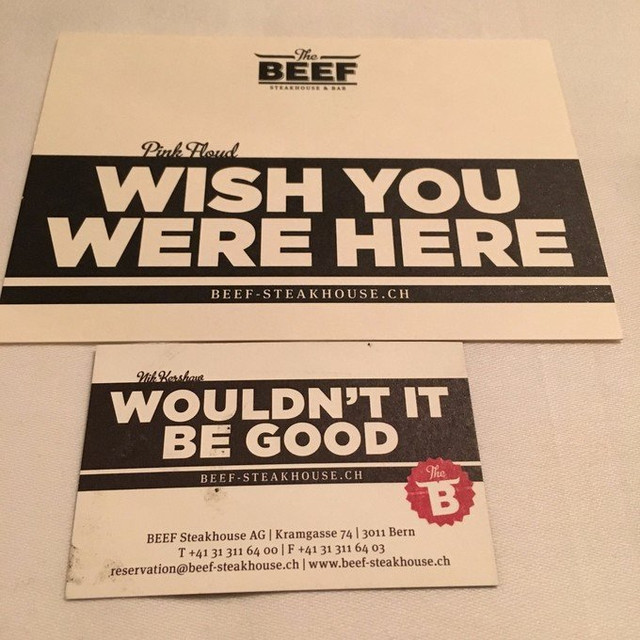 The
BEEF
STEAKHOUSE & BAR
Pink Floyd
WISH YOU
WERE HERE
BEEF-STEAKHOUSE.CH
Nik Kershaw
WOULDN'T IT
BE GOOD
BEEF-STEAKHOUSE.CH
The
B
BEEF Steakhouse AG | Kramgasse 74 | 3011 Bern
T +41 31 311 64 00 | F +41 31 311 64 03
reservation@beef-steakhouse.ch | www.beef-steakhouse.ch